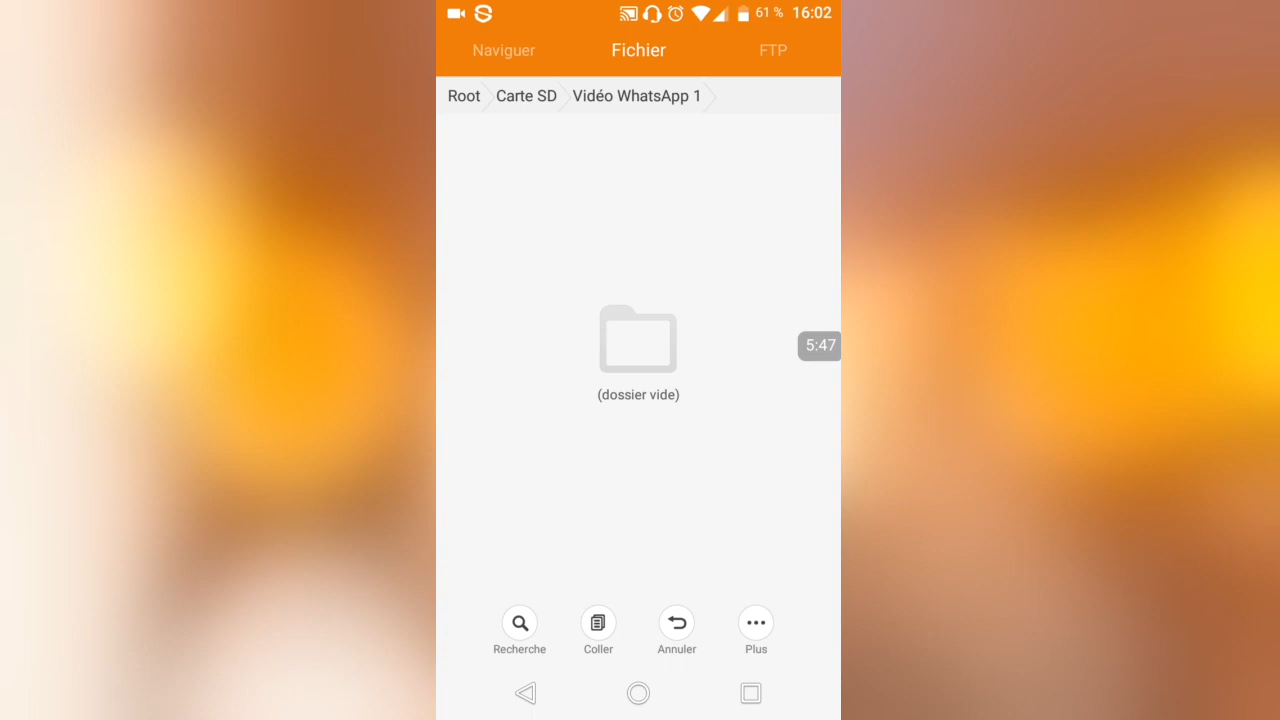 61 % 16:02
Naviguer Fichier FTP
Root Carte SD Vidéo WhatsApp 1
5:47
(dossier vide)
Recherche Coller Annuler Plus